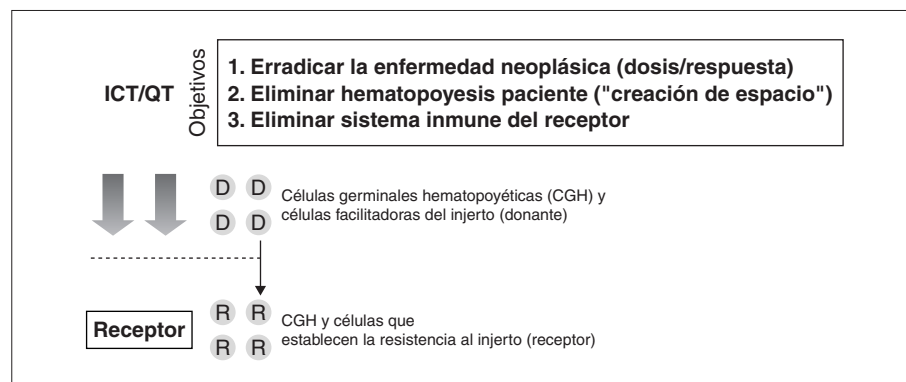 ICT/QT
Objetivos
1. Erradicar la enfermedad neoplásica (dosis/respuesta)
2. Eliminar hematopoyesis paciente ("creación de espacio")
3. Eliminar sistema inmune del receptor
D D
D D
Células germinales hematopoyéticas (CGH) y
células facilitadoras del injerto (donante)
Receptor
R R
R R
CGH y células que
establecen la resistencia al injerto (receptor)